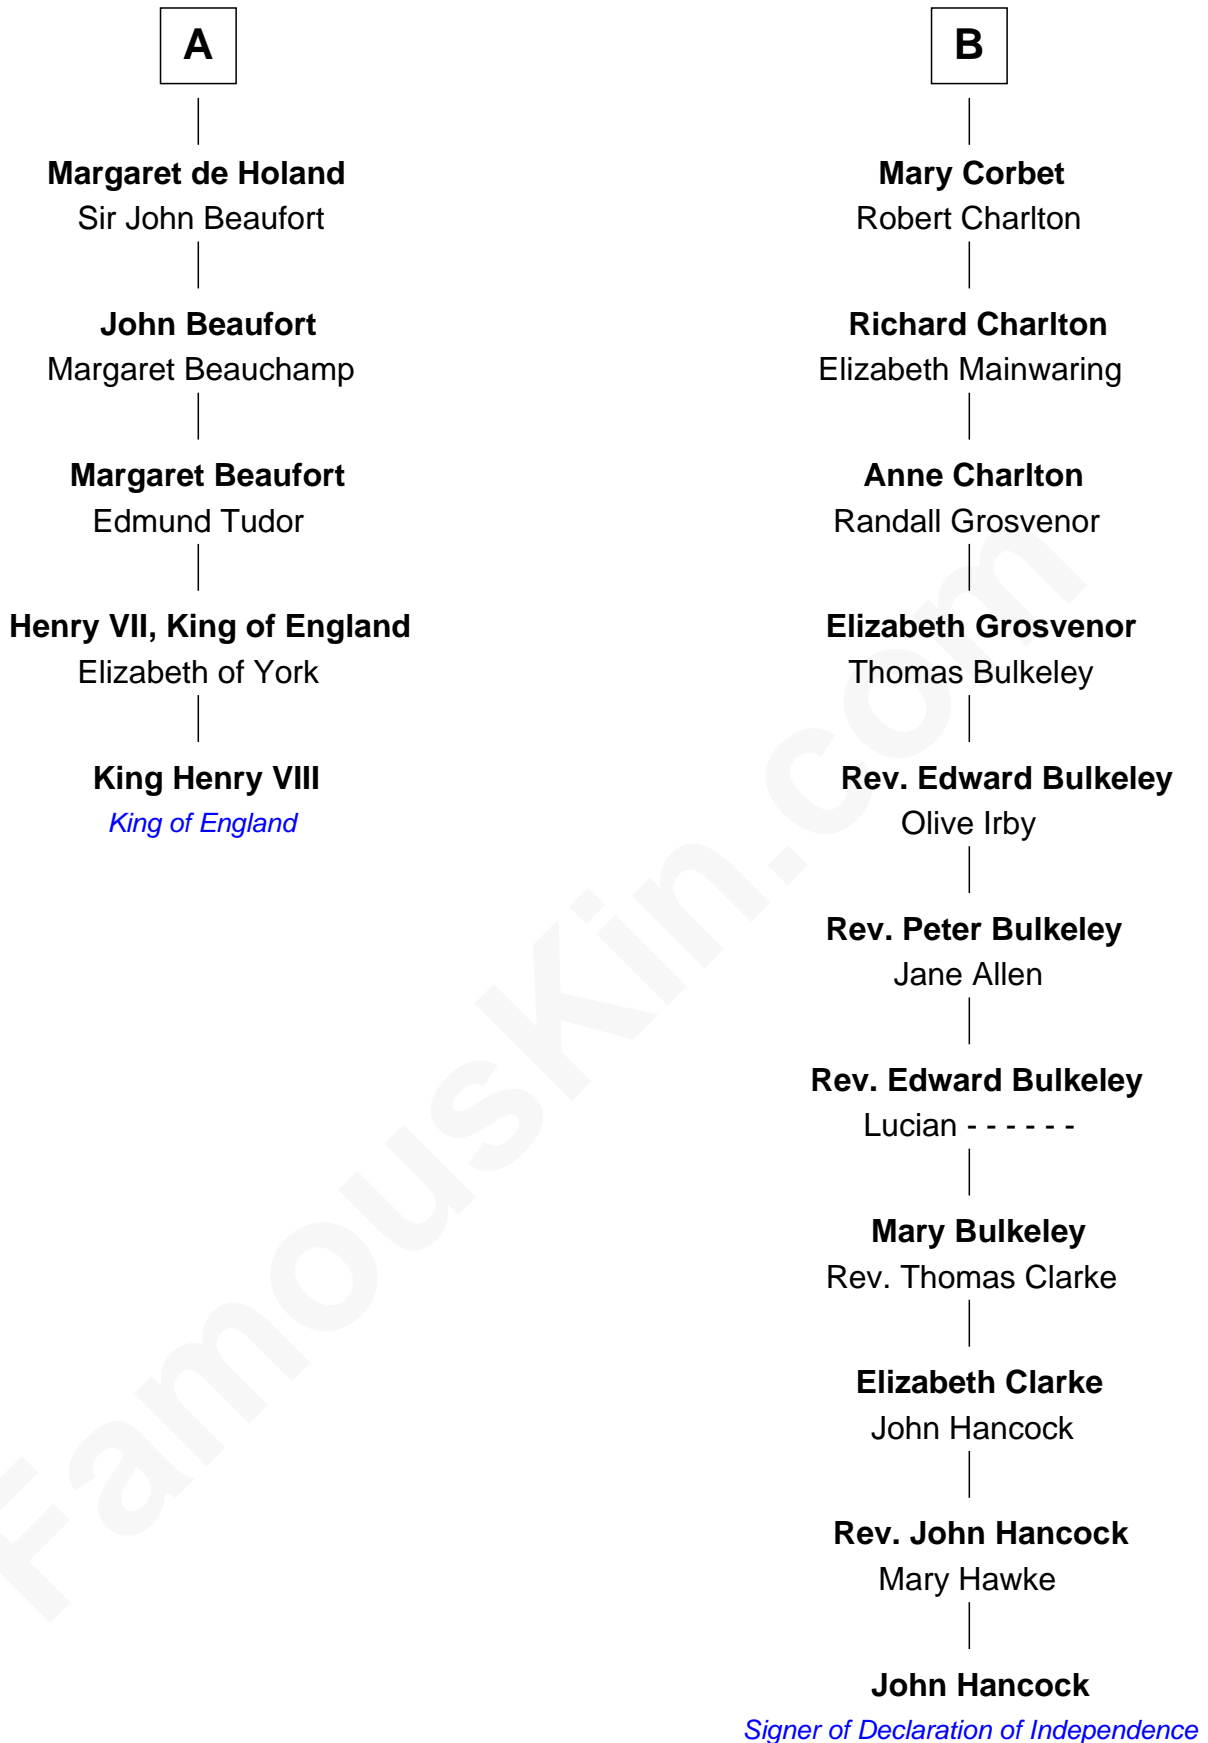 A
Margaret de Holand
Sir John Beaufort
John Beaufort
Margaret Beauchamp
Margaret Beaufort
Edmund Tudor
Henry VII, King of England
Elizabeth of York
King Henry VIII
King of England
B
Mary Corbet
Robert Charlton
Richard Charlton
Elizabeth Mainwaring
Anne Charlton
Randall Grosvenor
Elizabeth Grosvenor
Thomas Bulkeley
Rev. Edward Bulkeley
Olive Irby
Rev. Peter Bulkeley
Jane Allen
Rev. Edward Bulkeley
Lucian - - - - - -
Mary Bulkeley
Rev. Thomas Clarke
Elizabeth Clarke
John Hancock
Rev. John Hancock
Mary Hawke
John Hancock
Signer of Declaration of Independence
FamousKin.com